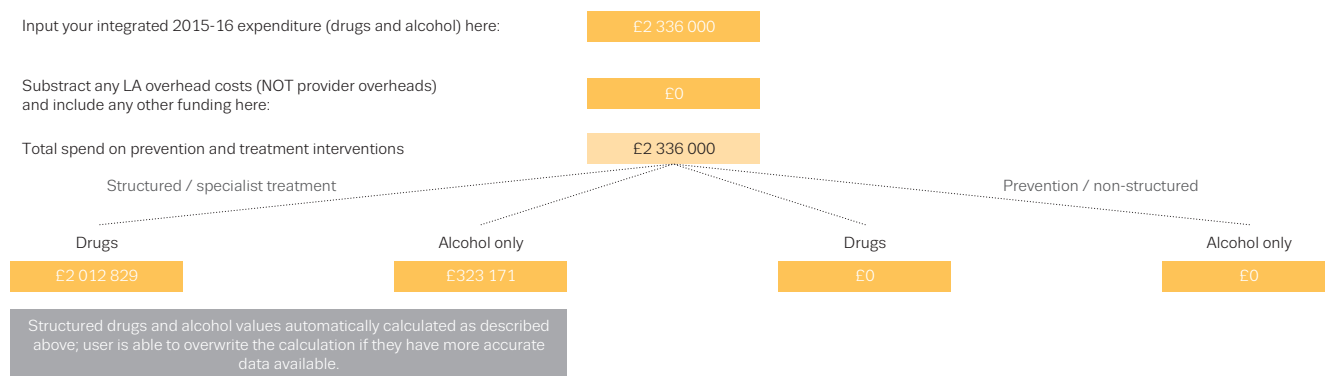 Input your integrated 2015-16 expenditure (drugs and alcohol) here:
£2 336 000
Substract any LA overhead costs (NOT provider overheads)
and include any other funding here:
£0
Total spend on prevention and treatment interventions
£2 336 000
Structured / specialist treatment
Prevention / non-structured
Drugs
Alcohol only
Drugs
Alcohol only
£2 012 829
£323 171
£0
£0
Structured drugs and alcohol values automatically calculated as described
above; user is able to overwrite the calculation if they have more accurate
data available.